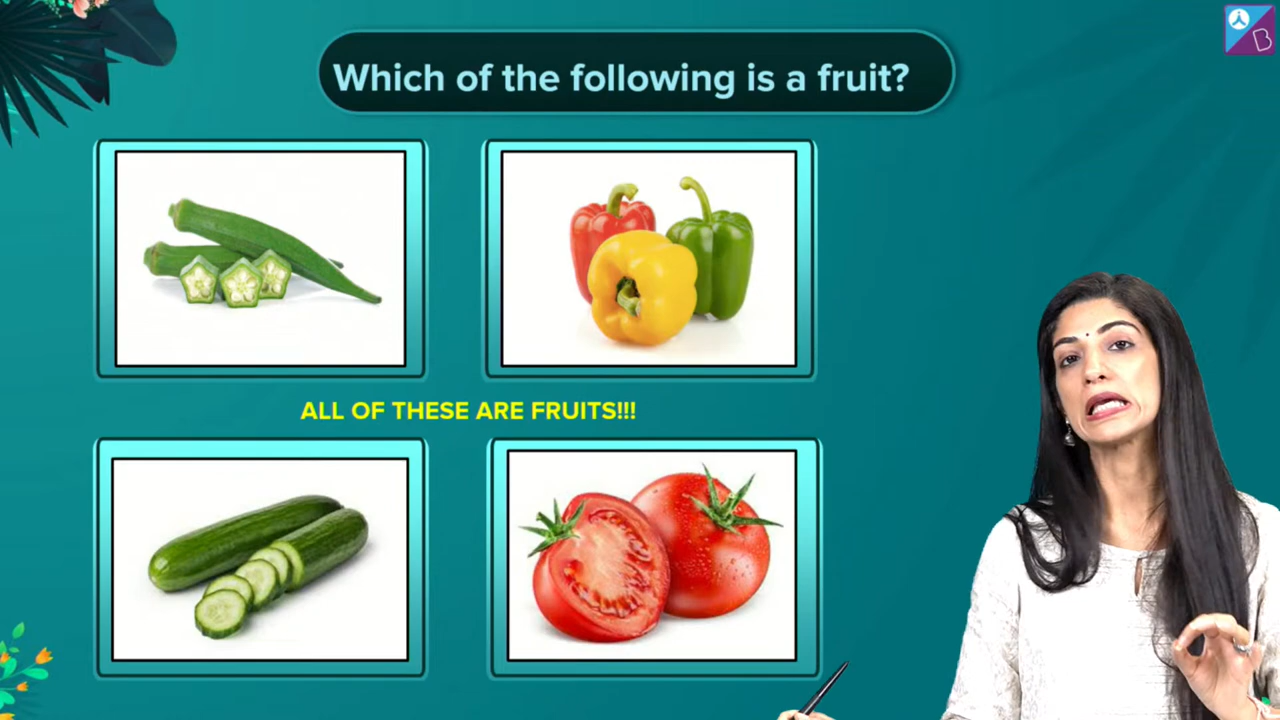 Which of the following is a fruit?
ALL OF THESE ARE FRUITS!!!
B